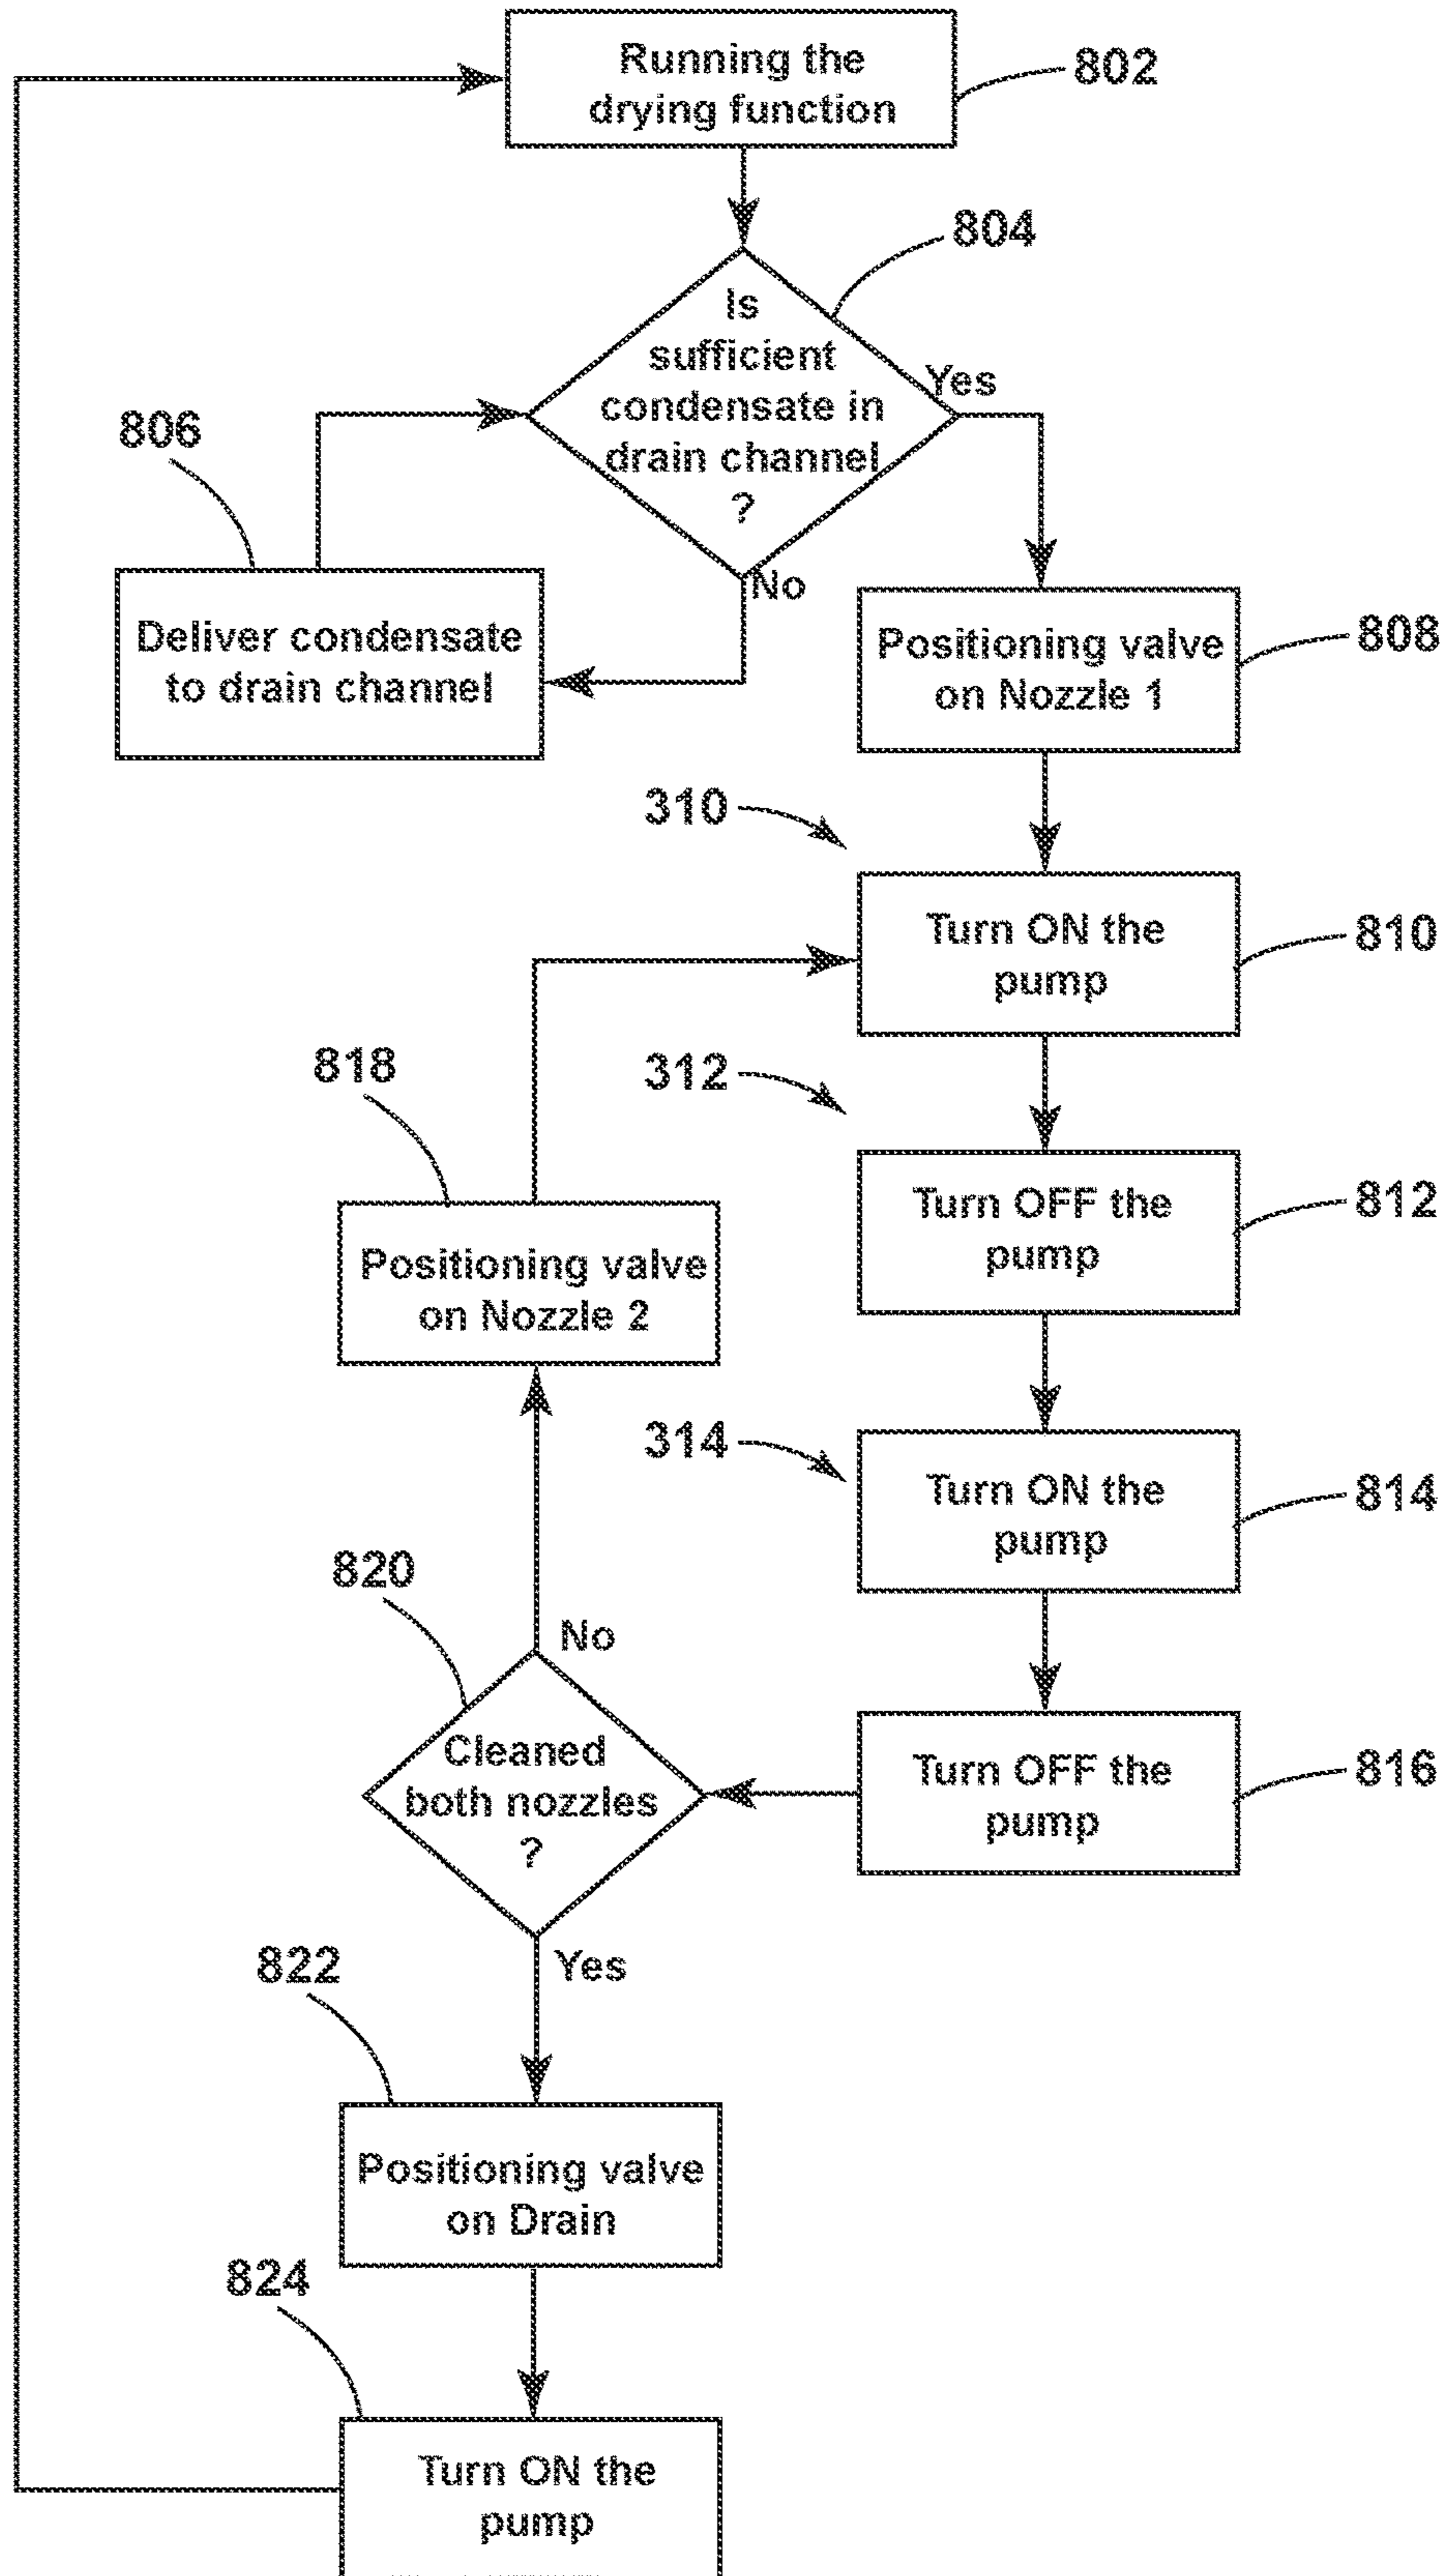 Running the
drying function
802
804
Is
sufficient
condensate in
drain channel
?
Yes
No
806
Deliver condensate
to drain channel
Positioning valve
on Nozzle 1
808
310
Turn ON the
pump
810
312
818
Positioning valve
on Nozzle 2
Turn OFF the
pump
812
314
Turn ON the
pump
814
820
No
Cleaned
both nozzles
?
Turn OFF the
pump
816
Yes
822
Positioning valve
on Drain
824
Turn ON the
pump